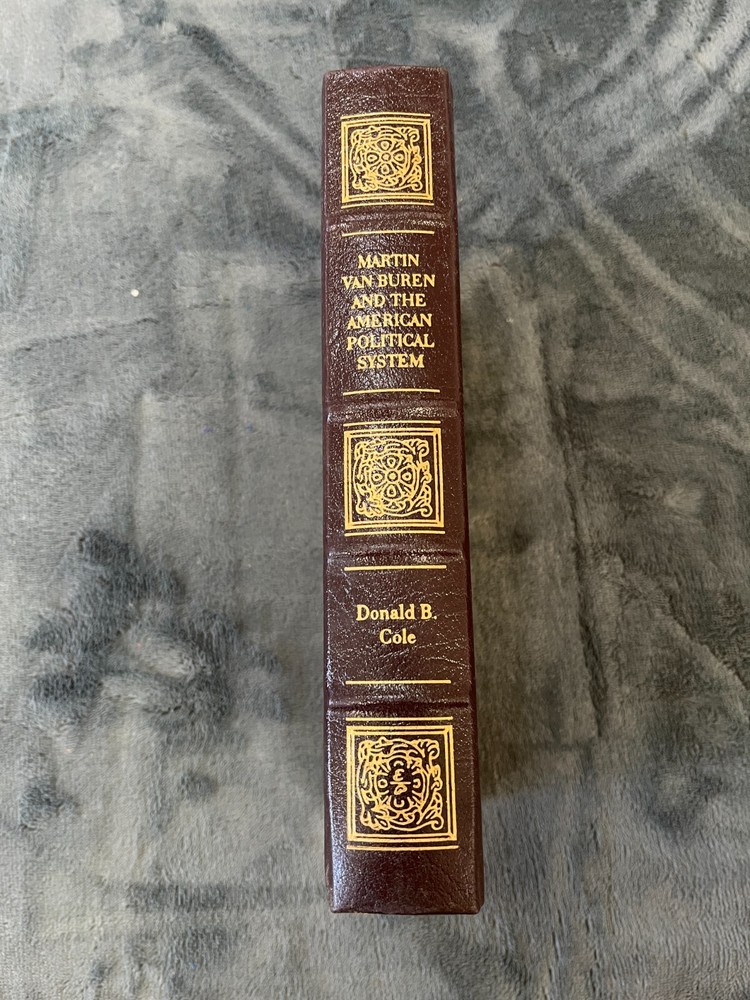 MARTIN
VAN BUREN
AND THE
AMERICAN
POLITICAL
SYSTEM
Donald B.
Cole
E
P